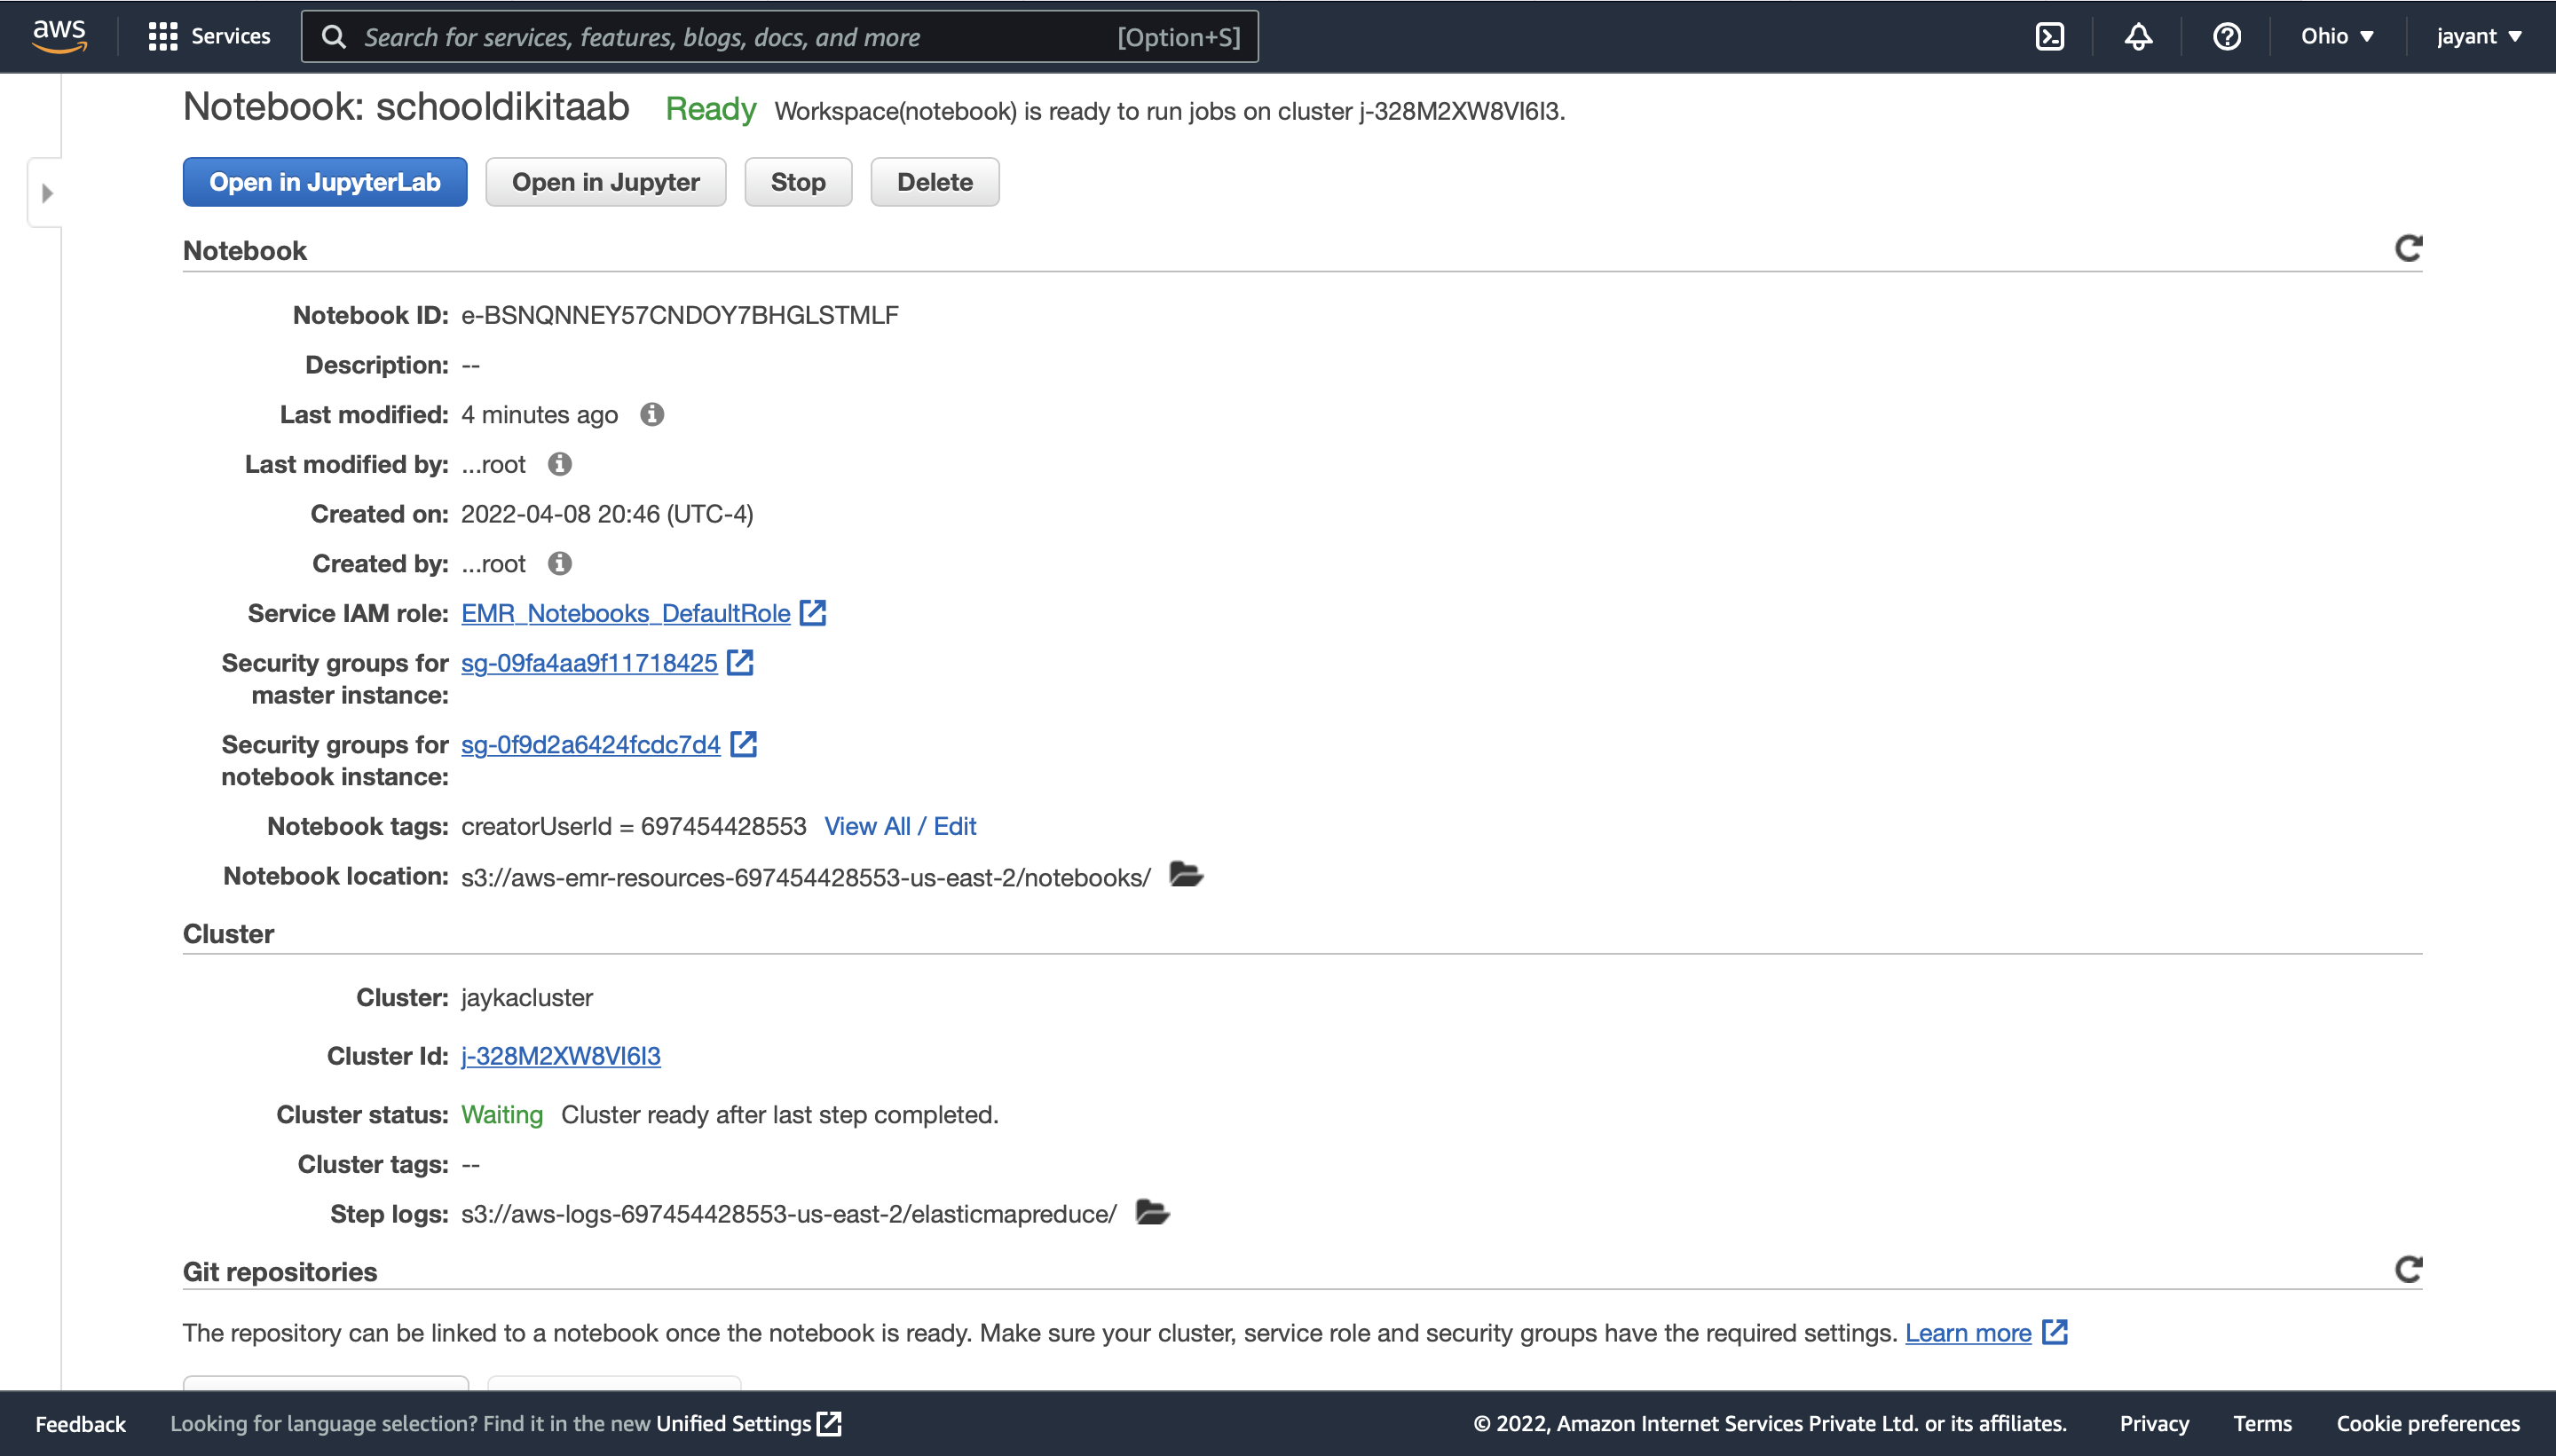 aws Services Search for services, features, blogs, docs, and more [Option+S] Ohio jayant
Notebook: schooldikitaab Ready Workspace(notebook) is ready to run jobs on cluster j-328M2XW8VI6I3.
Open in JupyterLab Open in Jupyter Stop Delete
Notebook
Notebook ID: e-BSNQNNEY57CNDOY7BHGLSTMLF
Description: --
Last modified: 4 minutes ago
Last modified by: ...root
Created on: 2022-04-08 20:46 (UTC-4)
Created by: ...root
Service IAM role: EMR_Notebooks_DefaultRole
Security groups for sg-09fa4aa9f11718425
master instance:
Security groups for sg-0f9d2a6424fcdc7d4
notebook instance:
Notebook tags: creatorUserId = 697454428553 View All / Edit
Notebook location: s3://aws-emr-resources-697454428553-us-east-2/notebooks/
Cluster
Cluster: jaykacluster
Cluster Id: j-328M2XW8VI6I3
Cluster status: Waiting Cluster ready after last step completed.
Cluster tags: --
Step logs: s3://aws-logs-697454428553-us-east-2/elasticmapreduce/
Git repositories
The repository can be linked to a notebook once the notebook is ready. Make sure your cluster, service role and security groups have the required settings. Learn more
Feedback Looking for language selection? Find it in the new Unified Settings © 2022, Amazon Internet Services Private Ltd. or its affiliates. Privacy Terms Cookie preferences